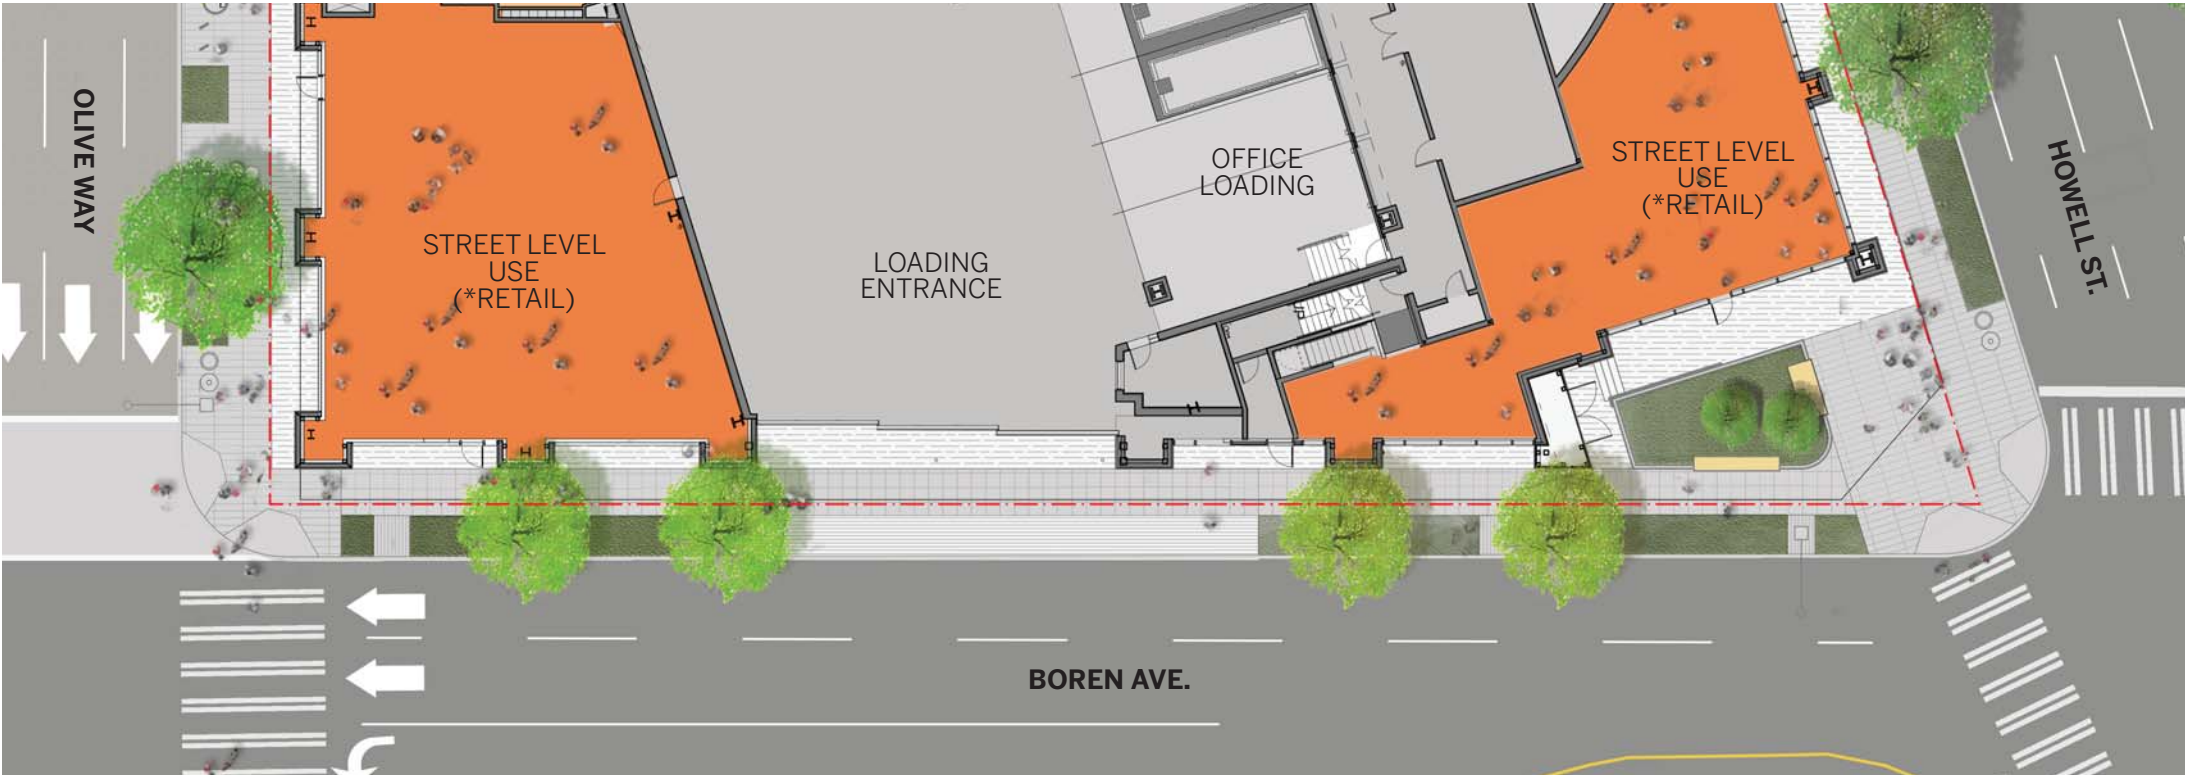 OLIVE WAY
STREET LEVEL
USE
(*RETAIL)
LOADING
ENTRANCE
OFFICE
LOADING
STREET LEVEL
USE
(*RETAIL)
HOWELL ST.
BOREN AVE.